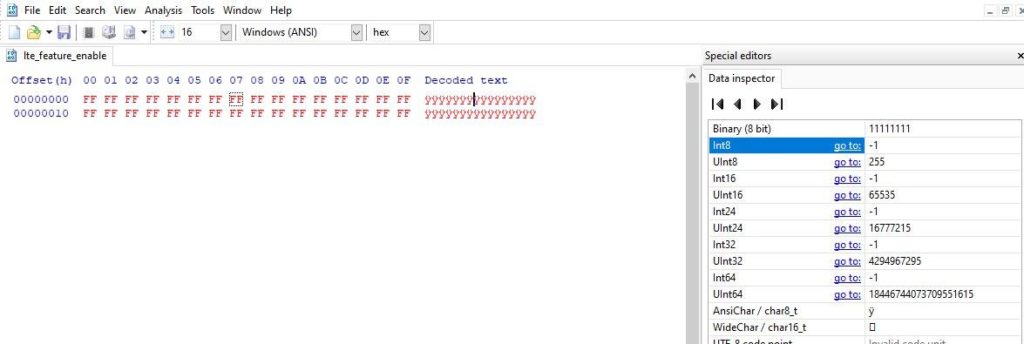 File Edit Search View Analysis Tools Window Help
16 Windows (ANSI) hex
lte_feature_enable
Offset(h) 00 01 02 03 04 05 06 07 08 09 0A 0B 0C 0D 0E 0F Decoded text
00000000 FF FF FF FF FF FF FF FF FF FF FF FF FF FF FF FF ÿÿÿÿÿÿÿÿÿÿÿÿÿÿÿÿ
00000010 FF FF FF FF FF FF FF FF FF FF FF FF FF FF FF FF ÿÿÿÿÿÿÿÿÿÿÿÿÿÿÿÿ
Special editors
Data inspector
Binary (8 bit) 11111111
Int8 go to: -1
UInt8 go to: 255
Int16 go to: -1
UInt16 go to: 65535
Int24 go to: -1
UInt24 go to: 16777215
Int32 go to: -1
UInt32 go to: 4294967295
Int64 go to: -1
UInt64 go to: 18446744073709551615
AnsiChar / char8_t ÿ
WideChar / char16_t
UTF-8 code point Invalid code unit